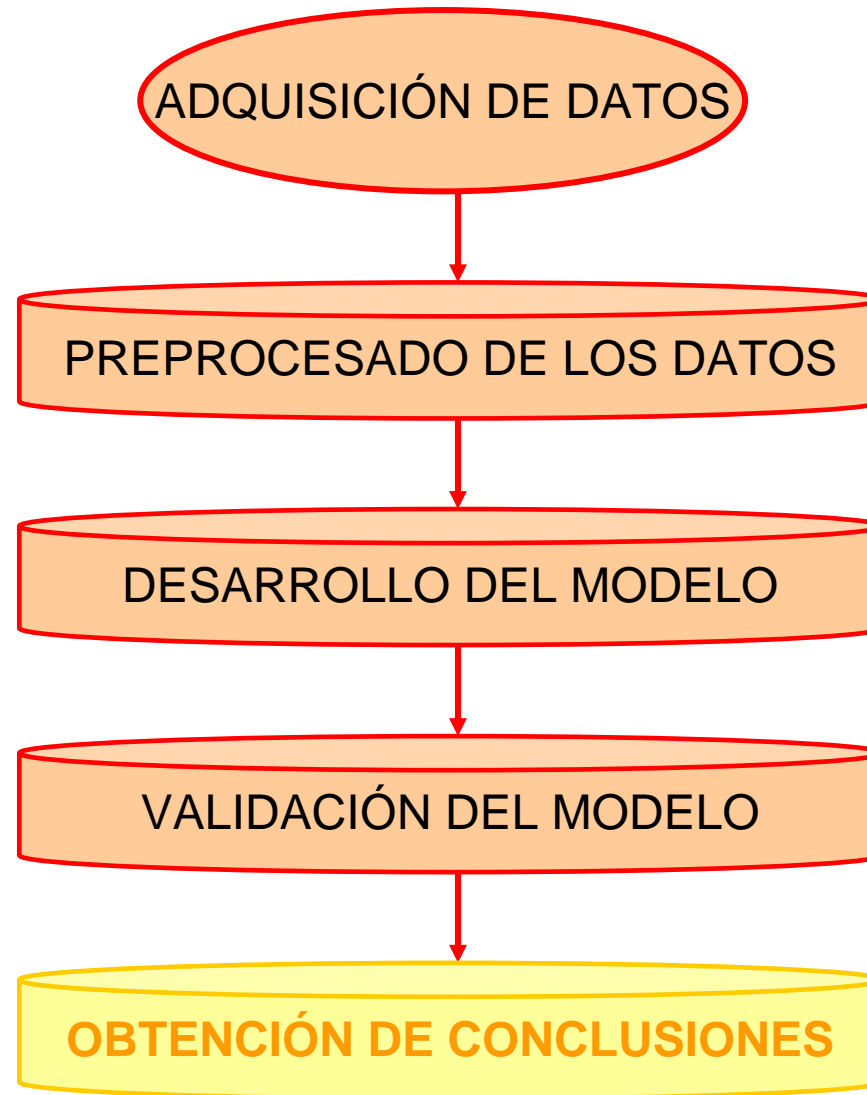 ADQUISICIÓN DE DATOS
PREPROCESADO DE LOS DATOS
DESARROLLO DEL MODELO
VALIDACIÓN DEL MODELO
OBTENCIÓN DE CONCLUSIONES